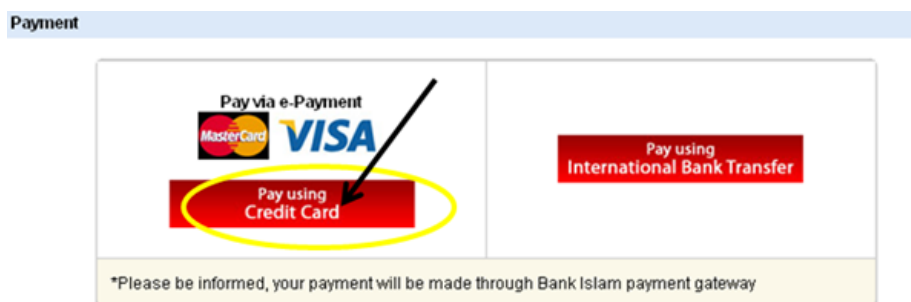 Payment
Pay via e-Payment
MasterCard VISA
Pay using
Credit Card
Pay using
International Bank Transfer
*Please be informed, your payment will be made through Bank Islam payment gateway